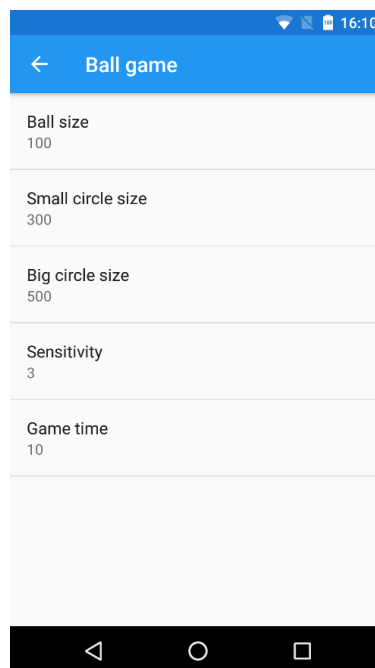 16:10
Ball game
Ball size
100
Small circle size
300
Big circle size
500
Sensitivity
3
Game time
10